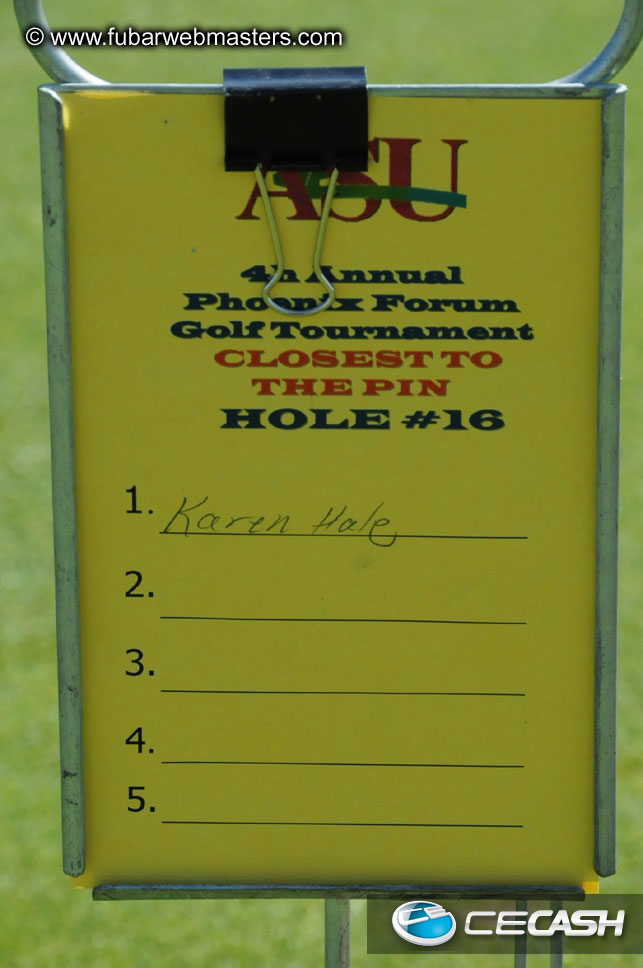 © www.fubarwebmasters.com
ASU
4h Annual
Phoenix Forum
Golf Tournament
CLOSEST TO
THE PIN
HOLE #16
1. Karen Hale
2.
3.
4.
5.
CECASH